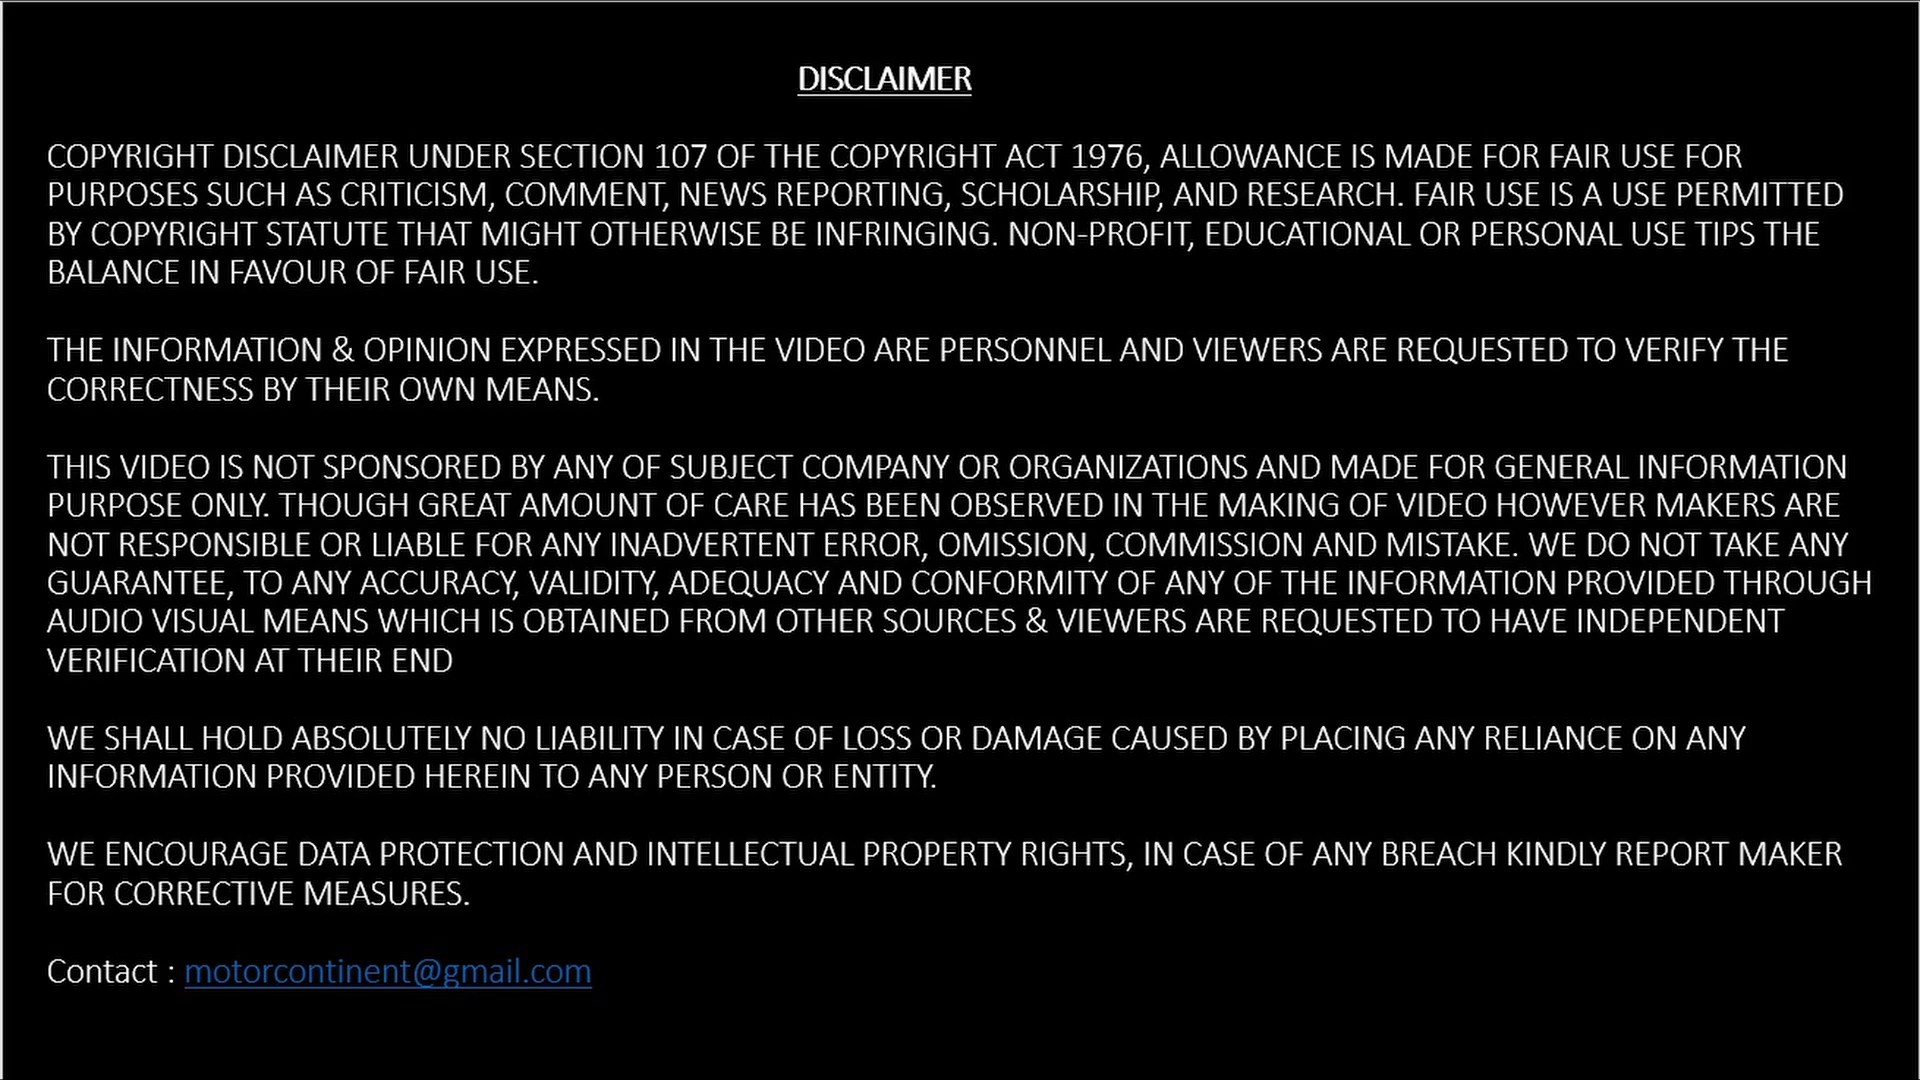 DISCLAIMER
COPYRIGHT DISCLAIMER UNDER SECTION 107 OF THE COPYRIGHT ACT 1976, ALLOWANCE IS MADE FOR FAIR USE FOR
PURPOSES SUCH AS CRITICISM, COMMENT, NEWS REPORTING, SCHOLARSHIP, AND RESEARCH. FAIR USE IS A USE PERMITTED
BY COPYRIGHT STATUTE THAT MIGHT OTHERWISE BE INFRINGING. NON-PROFIT, EDUCATIONAL OR PERSONAL USE TIPS THE
BALANCE IN FAVOUR OF FAIR USE.
THE INFORMATION & OPINION EXPRESSED IN THE VIDEO ARE PERSONNEL AND VIEWERS ARE REQUESTED TO VERIFY THE
CORRECTNESS BY THEIR OWN MEANS.
THIS VIDEO IS NOT SPONSORED BY ANY OF SUBJECT COMPANY OR ORGANIZATIONS AND MADE FOR GENERAL INFORMATION
PURPOSE ONLY. THOUGH GREAT AMOUNT OF CARE HAS BEEN OBSERVED IN THE MAKING OF VIDEO HOWEVER MAKERS ARE
NOT RESPONSIBLE OR LIABLE FOR ANY INADVERTENT ERROR, OMISSION, COMMISSION AND MISTAKE. WE DO NOT TAKE ANY
GUARANTEE, TO ANY ACCURACY, VALIDITY, ADEQUACY AND CONFORMITY OF ANY OF THE INFORMATION PROVIDED THROUGH
AUDIO VISUAL MEANS WHICH IS OBTAINED FROM OTHER SOURCES & VIEWERS ARE REQUESTED TO HAVE INDEPENDENT
VERIFICATION AT THEIR END
WE SHALL HOLD ABSOLUTELY NO LIABILITY IN CASE OF LOSS OR DAMAGE CAUSED BY PLACING ANY RELIANCE ON ANY
INFORMATION PROVIDED HEREIN TO ANY PERSON OR ENTITY.
WE ENCOURAGE DATA PROTECTION AND INTELLECTUAL PROPERTY RIGHTS, IN CASE OF ANY BREACH KINDLY REPORT MAKER
FOR CORRECTIVE MEASURES.
Contact : motorcontinent@gmail.com